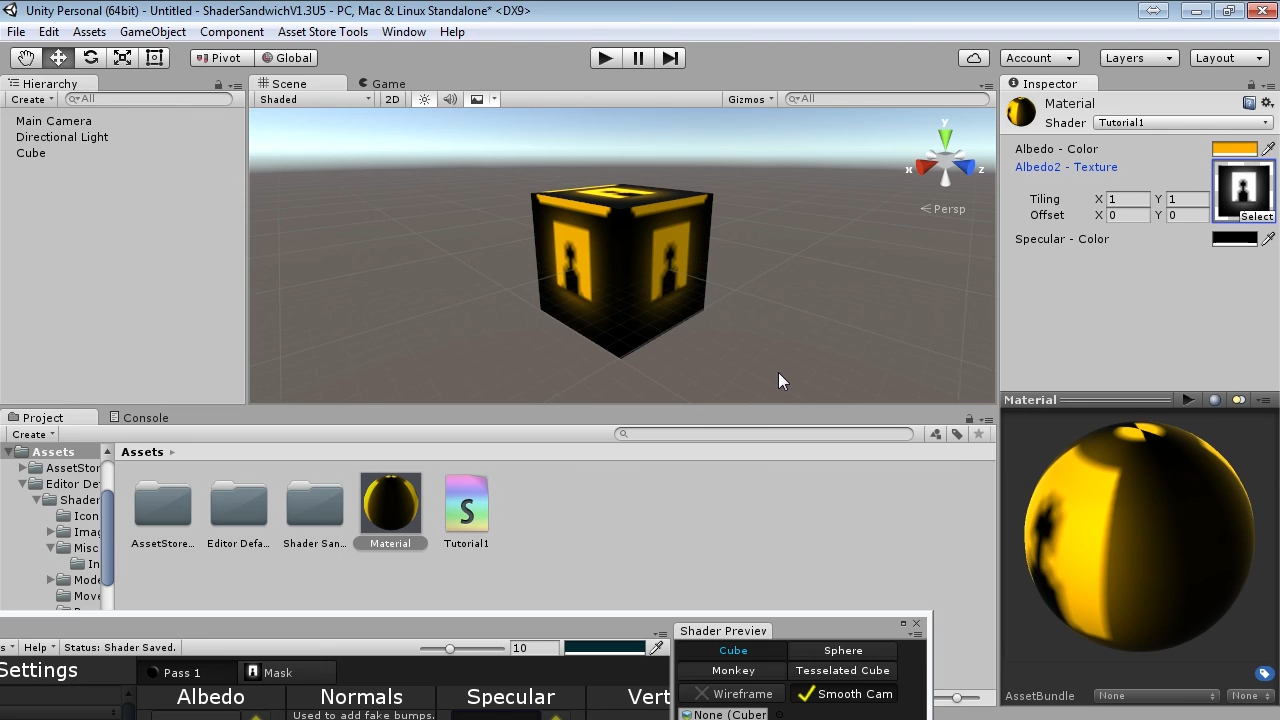 Unity Personal (64bit) - Untitled - ShaderSandwichV1.3U5 - PC, Mac & Linux Standalone* <DX9>
File Edit Assets GameObject Component Asset Store Tools Window Help
Pivot Global Account Layers Layout
Hierarchy
Create All
Main Camera
Directional Light
Cube
Scene Game
Shaded 2D Gizmos All
y
x z
Persp
Inspector
Material
Shader Tutorial1
Albedo - Color
Albedo2 - Texture
Tiling X 1 Y 1
Offset X 0 Y 0
Select
Specular - Color
Material
Project Console
Create
Assets
AssetStor
Editor De
Shader
Icon
Imag
Misc
In
Mode
Move
Assets
S
AssetStore... Editor Defa... Shader San... Material Tutorial1
s Help Status: Shader Saved. 10
Settings
Pass 1 Mask
Albedo Normals Specular Vert
Used to add fake bumps.
Shader Preview
Cube Sphere
Monkey Tesselated Cube
Wireframe Smooth Cam
None (Cuber
AssetBundle None None